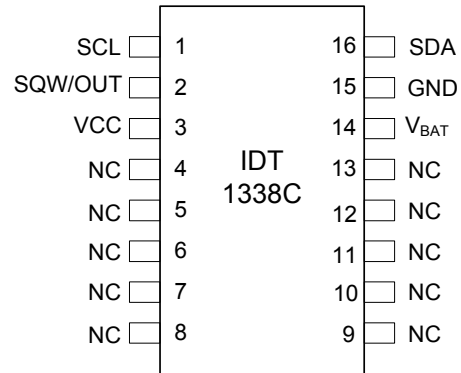 SCL 1 16 SDA
SQW/OUT 2 15 GND
VCC 3 14 VBAT
NC 4 IDT 13 NC
1338C
NC 5 12 NC
NC 6 11 NC
NC 7 10 NC
NC 8 9 NC